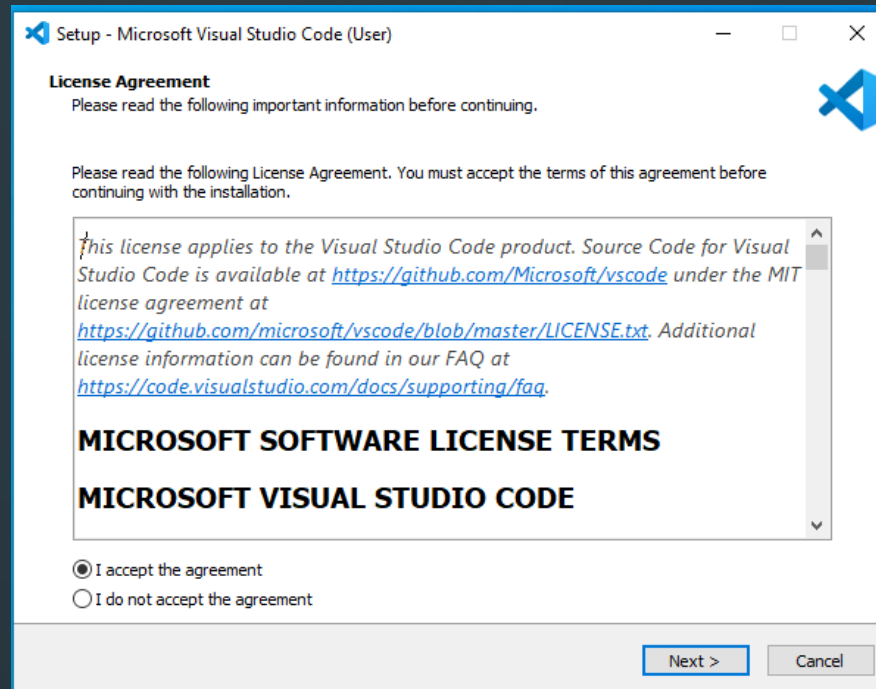 Setup - Microsoft Visual Studio Code (User)
License Agreement
Please read the following important information before continuing.
Please read the following License Agreement. You must accept the terms of this agreement before
continuing with the installation.
This license applies to the Visual Studio Code product. Source Code for Visual
Studio Code is available at https://github.com/Microsoft/vscode under the MIT
license agreement at
https://github.com/microsoft/vscode/blob/master/LICENSE.txt. Additional
license information can be found in our FAQ at
https://code.visualstudio.com/docs/supporting/faq.
MICROSOFT SOFTWARE LICENSE TERMS
MICROSOFT VISUAL STUDIO CODE
I accept the agreement
I do not accept the agreement
Next >
Cancel